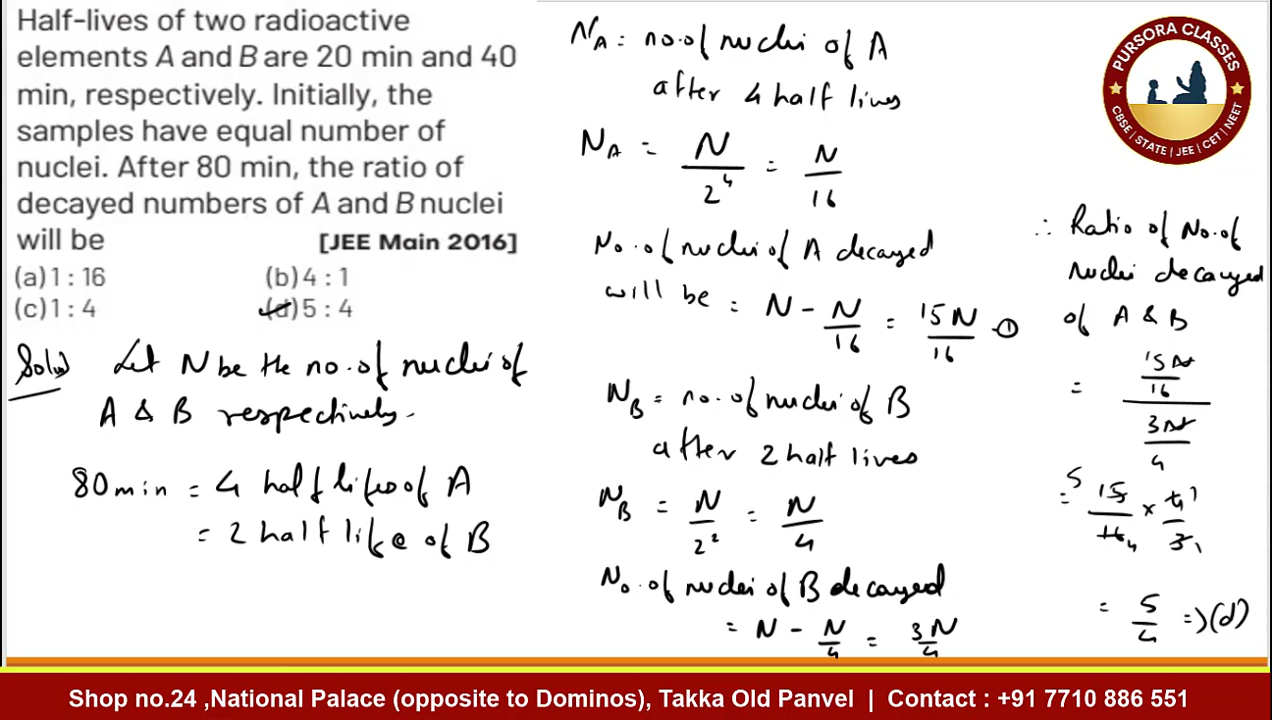 Half-lives of two radioactive
elements A and B are 20 min and 40
min, respectively. Initially, the
samples have equal number of
nuclei. After 80 min, the ratio of
decayed numbers of A and B nuclei
will be [JEE Main 2016]
(a) 1 : 16 (b) 4 : 1
(c) 1 : 4 (d) 5 : 4
Soln Let N be the no. of nuclei of
A & B respectively.
80 min = 4 half lifes of A
= 2 half life of B
N_A = no. of nuclei of A
after 4 half lives
N_A = N/2^4 = N/16
No. of nuclei of A decayed
will be = N - N/16 = 15N/16 - ①
N_B = no. of nuclei of B
after 2 half lives
N_B = N/2^2 = N/4
No. of nuclei of B decayed
= N - N/4 = 3N/4
∴ Ratio of No. of
nuclei decayed
of A & B
= (15N/16)/(3N/4)
= 5 15/16 4 × 4 1/3 1
= 5/4 => (d)
PURSORA CLASSES
CBSE | STATE | JEE | CET | NEET
Shop no.24 ,National Palace (opposite to Dominos), Takka Old Panvel | Contact : +91 7710 886 551